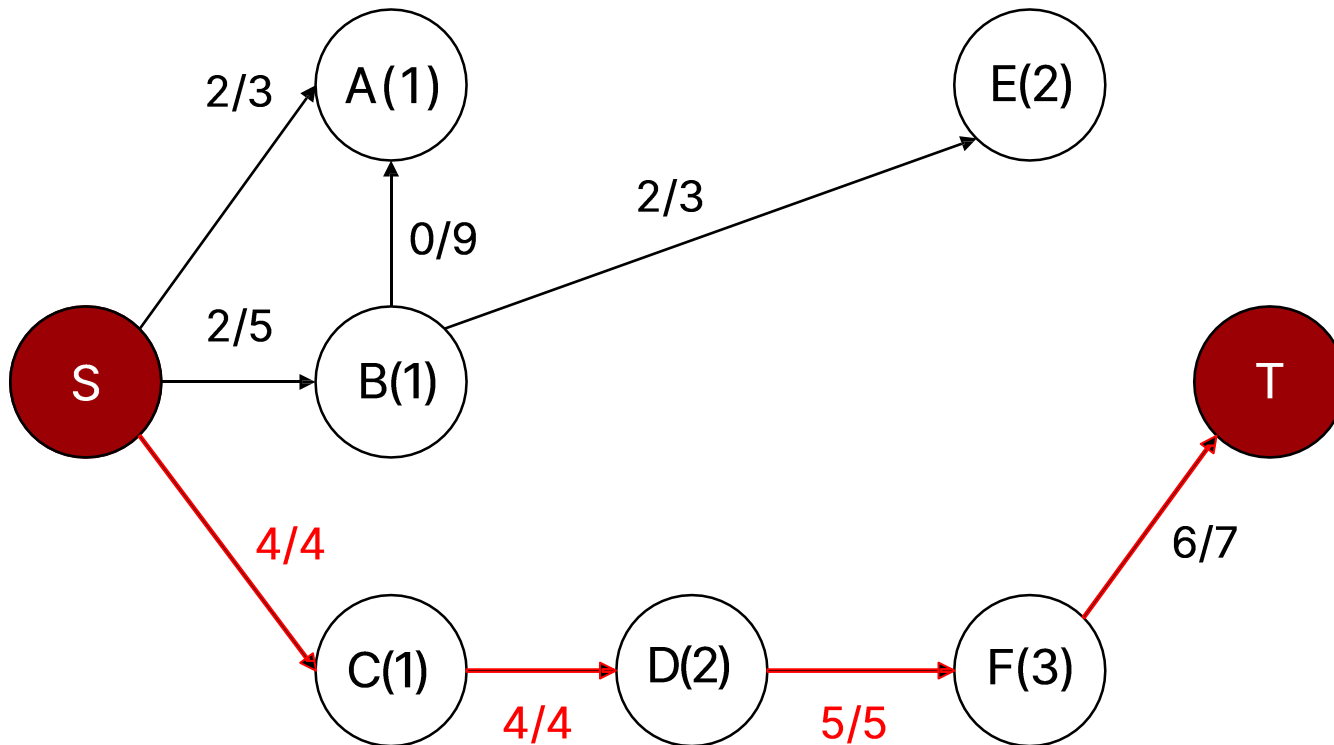 A(1)
E(2)
2/3
2/3
0/9
2/5
S
B(1)
T
4/4
6/7
C(1)
D(2)
F(3)
4/4
5/5